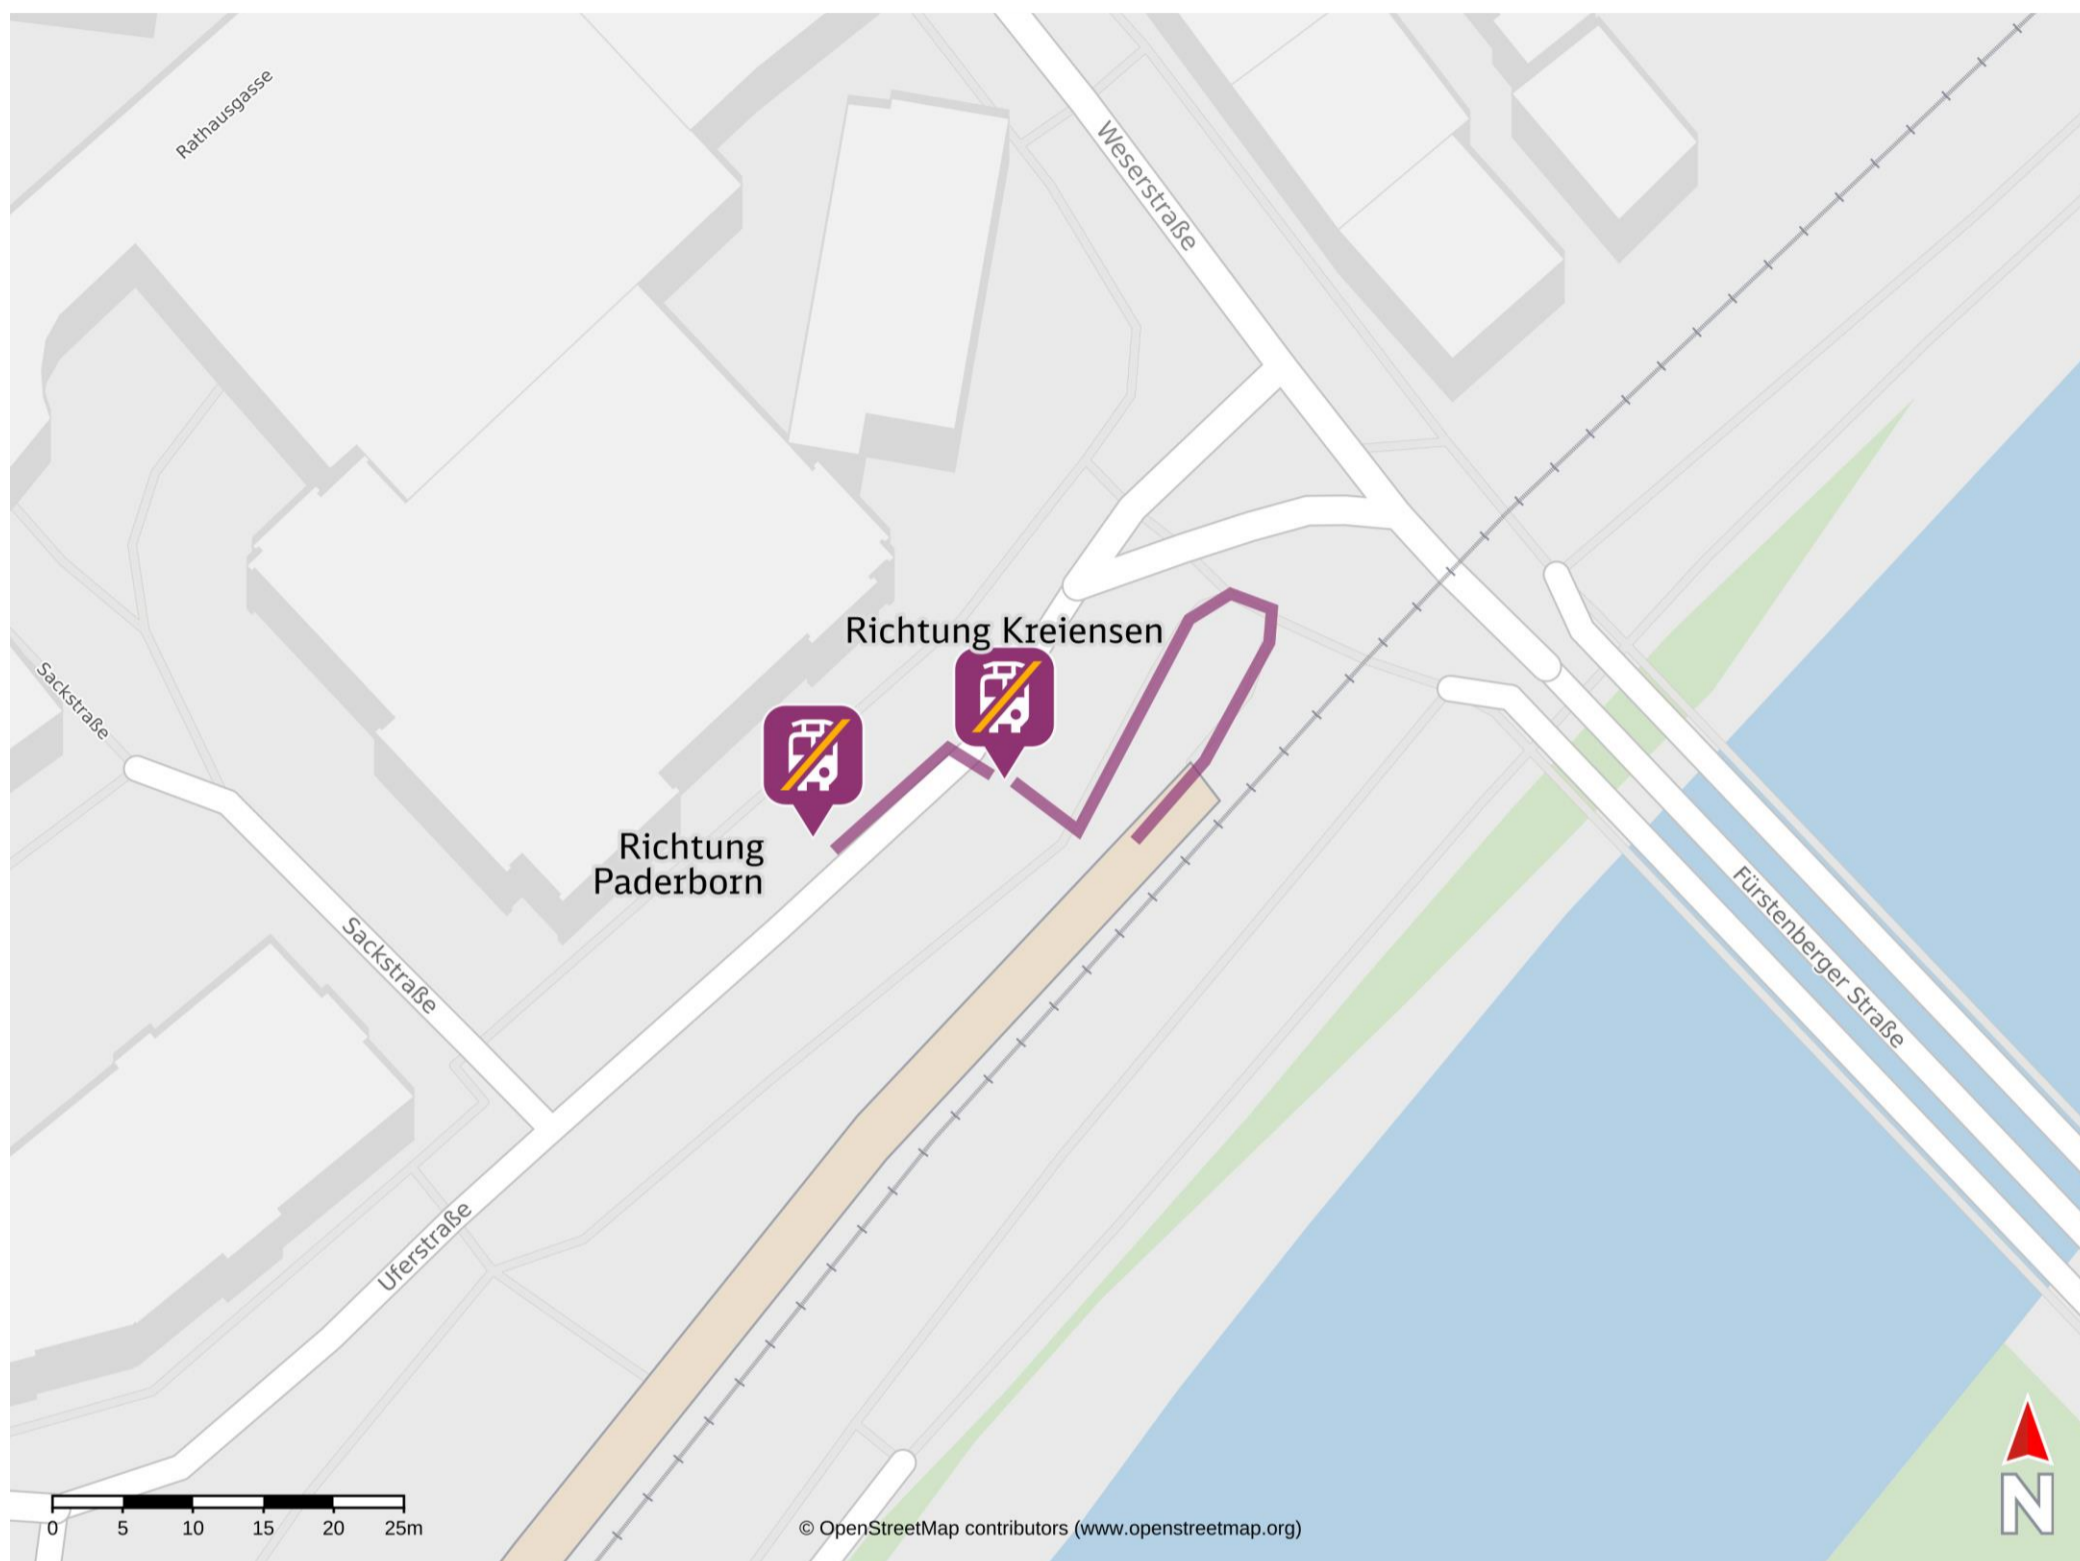 Rathausgasse
Weserstraße
Richtung Kreiensen
Sackstraße
Richtung
Paderborn
Sackstraße
Fürstenberger Straße
Uferstraße
0 5 10 15 20 25m
© OpenStreetMap contributors (www.openstreetmap.org)
N